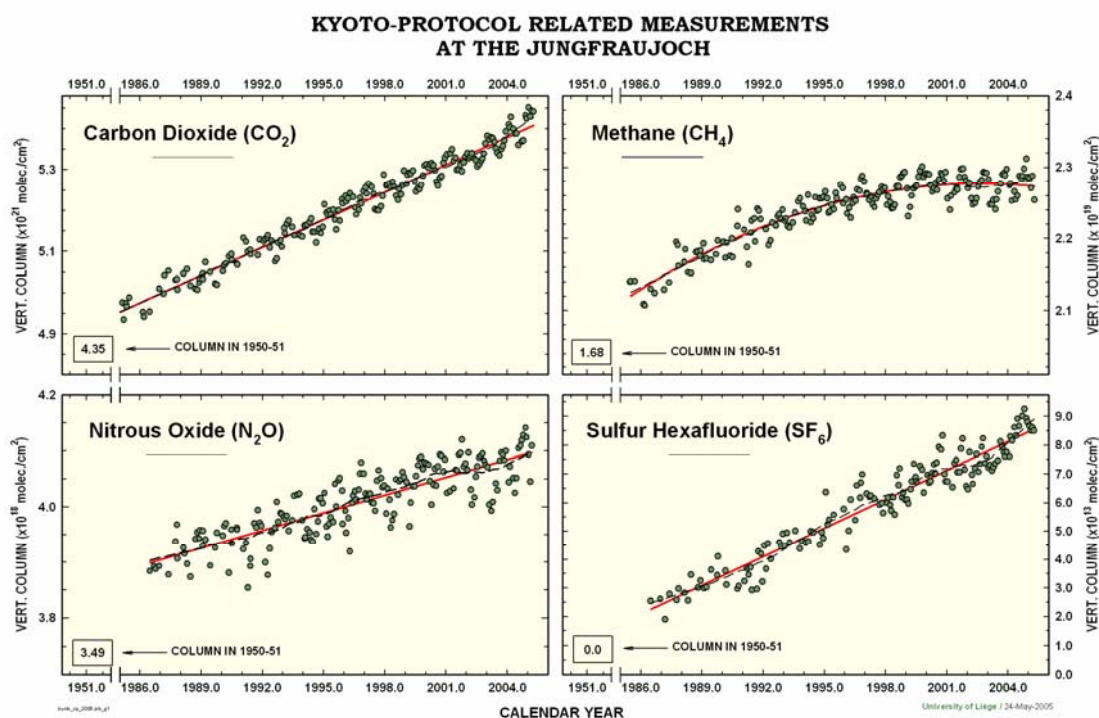 KYOTO-PROTOCOL RELATED MEASUREMENTS
AT THE JUNGFRAUJOCH
1951.0 1986.0 1989.0 1992.0 1995.0 1998.0 2001.0 2004.0
1951.0 1986.0 1989.0 1992.0 1995.0 1998.0 2001.0 2004.0
Carbon Dioxide (CO2)
VERT. COLUMN (x10^21 molec./cm^2)
5.3
5.1
4.9
4.35
COLUMN IN 1950-51
Methane (CH4)
VERT. COLUMN (x 10^19 molec./cm^2)
2.4
2.3
2.2
2.1
1.68
COLUMN IN 1950-51
Nitrous Oxide (N2O)
VERT. COLUMN (x10^18 molec./cm^2)
4.2
4.0
3.8
3.49
COLUMN IN 1950-51
Sulfur Hexafluoride (SF6)
VERT. COLUMN (x 10^13 molec./cm^2)
9.0
8.0
7.0
6.0
5.0
4.0
3.0
2.0
1.0
0.0
0.0
COLUMN IN 1950-51
1951.0 1986.0 1989.0 1992.0 1995.0 1998.0 2001.0 2004.0
1951.0 1986.0 1989.0 1992.0 1995.0 1998.0 2001.0 2004.0
CALENDAR YEAR
University of Liege / 24-May-2005